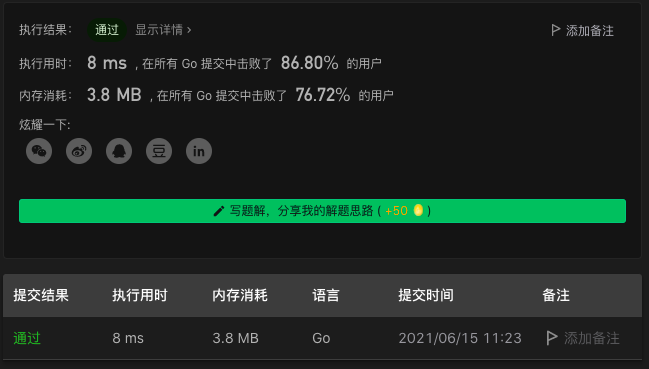 执行结果： 通过 显示详情 › 添加备注
执行用时： 8 ms , 在所有 Go 提交中击败了 86.80% 的用户
内存消耗： 3.8 MB , 在所有 Go 提交中击败了 76.72% 的用户
炫耀一下:
豆 in
写题解，分享我的解题思路 ( +50 )
提交结果 执行用时 内存消耗 语言 提交时间 备注
通过 8 ms 3.8 MB Go 2021/06/15 11:23 添加备注